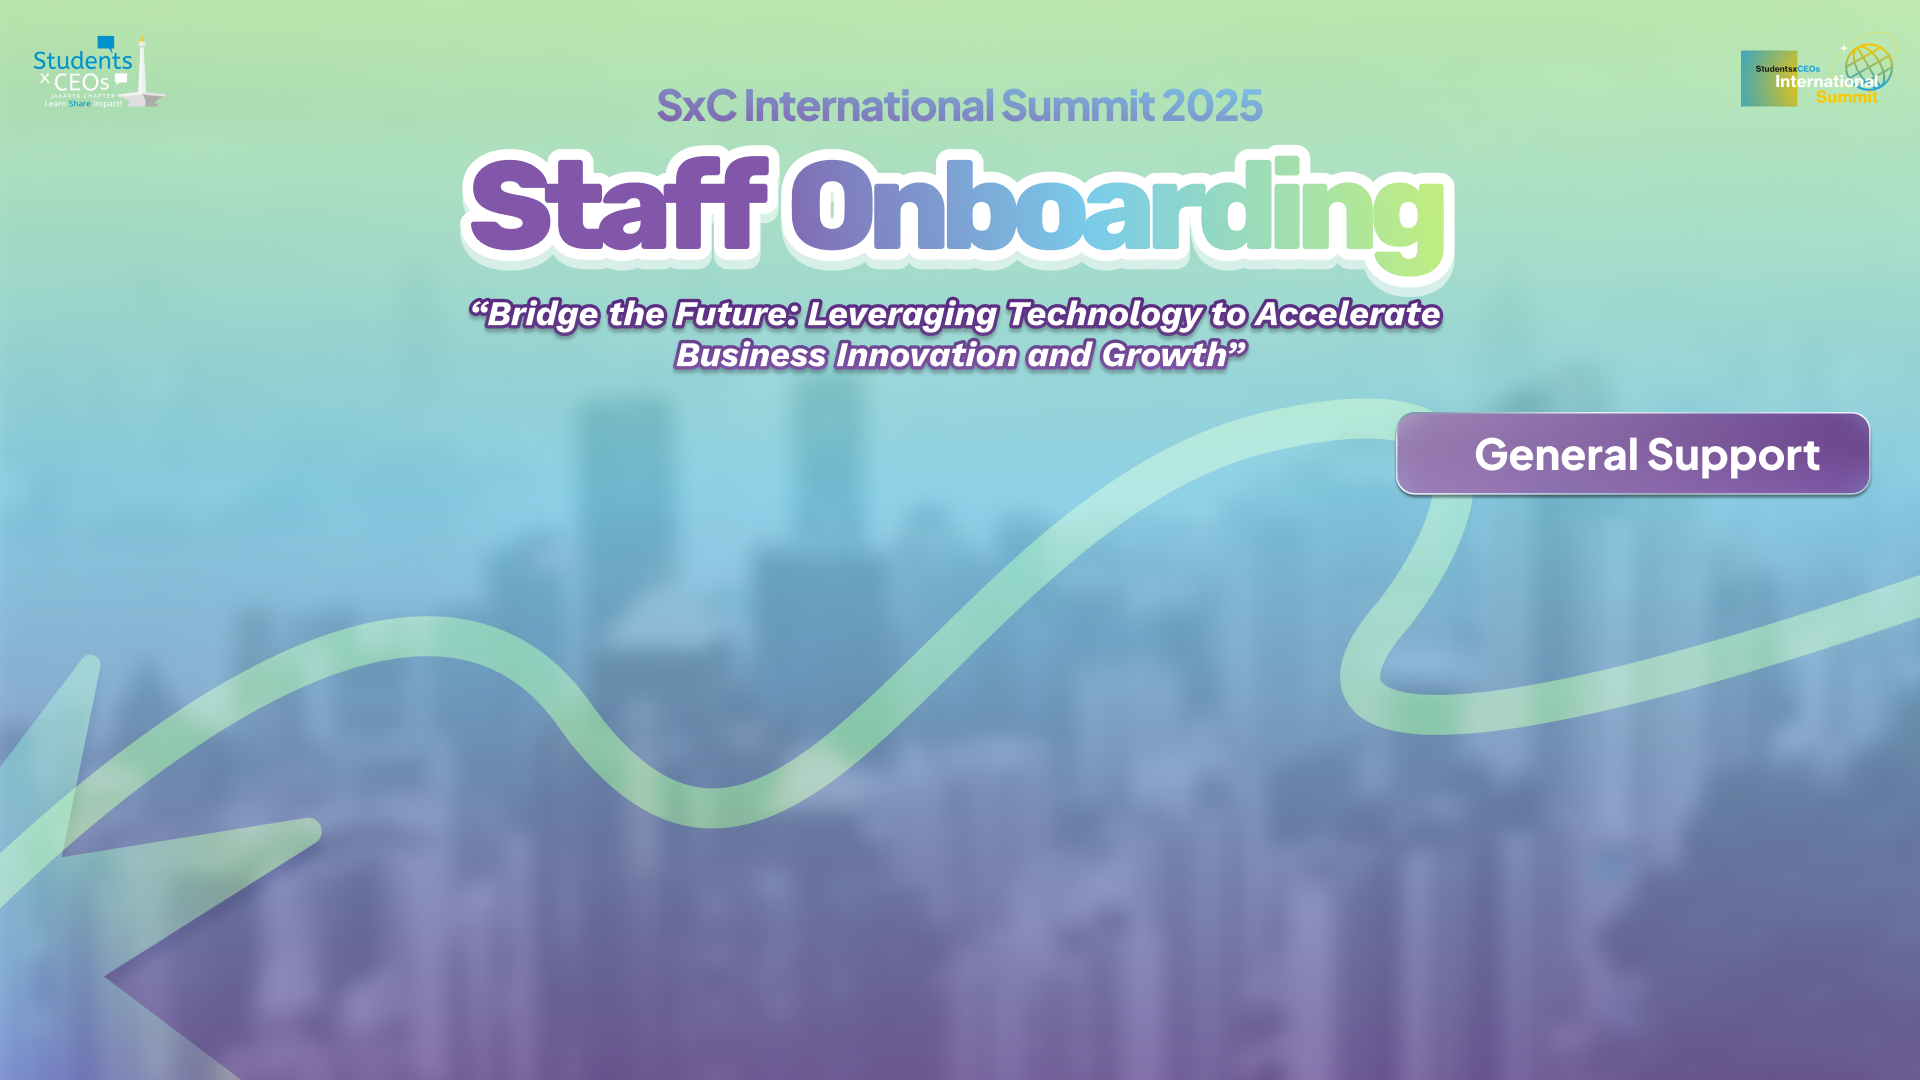 Students
x CEOs
JAKARTA CHAPTER
Learn Share Impact!
StudentsxCEOs
International
Summit
SxC International Summit 2025
Staff Onboarding
“Bridge the Future: Leveraging Technology to Accelerate
Business Innovation and Growth”
General Support